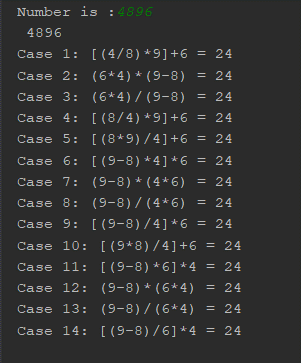 Number is :4896
4896
Case 1: [(4/8)*9]+6 = 24
Case 2: (6*4)*(9-8) = 24
Case 3: (6*4)/(9-8) = 24
Case 4: [(8/4)*9]+6 = 24
Case 5: [(8*9)/4]+6 = 24
Case 6: [(9-8)*4]*6 = 24
Case 7: (9-8)*(4*6) = 24
Case 8: (9-8)/(4*6) = 24
Case 9: [(9-8)/4]*6 = 24
Case 10: [(9*8)/4]+6 = 24
Case 11: [(9-8)*6]*4 = 24
Case 12: (9-8)*(6*4) = 24
Case 13: (9-8)/(6*4) = 24
Case 14: [(9-8)/6]*4 = 24